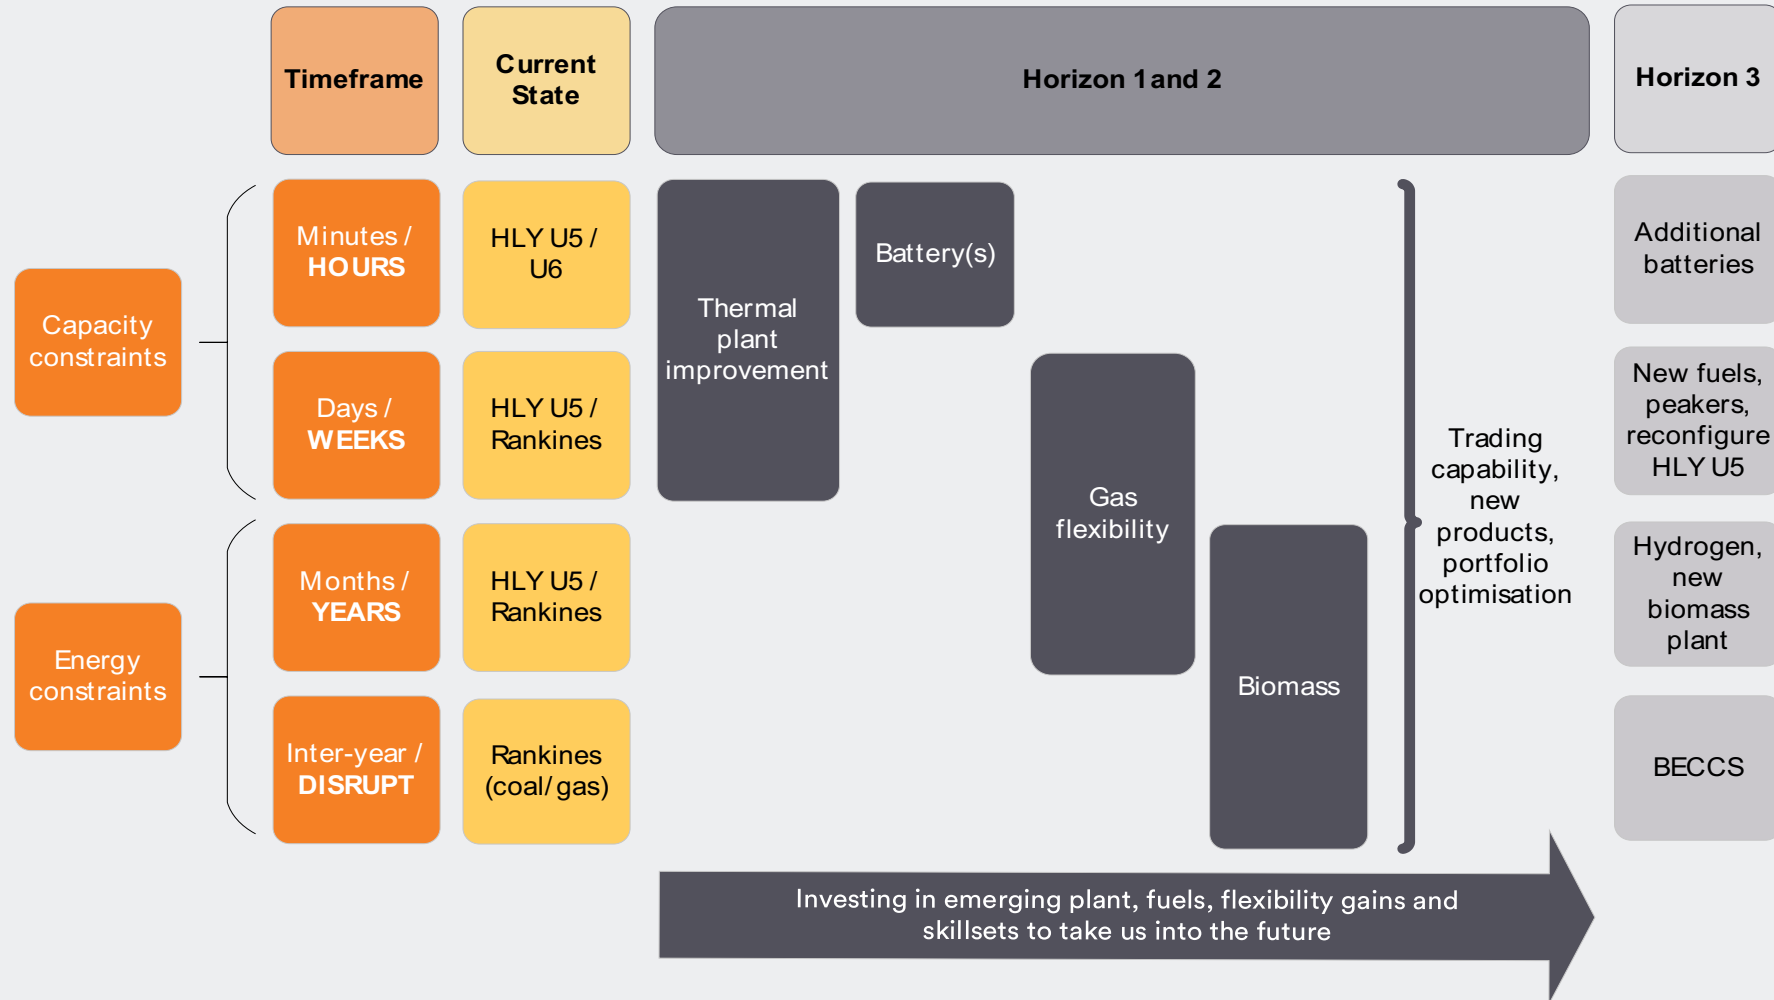 Timeframe
Current
State
Horizon 1 and 2
Horizon 3
Capacity
constraints
Minutes /
HOURS
HLY U5 /
U6
Thermal
plant
improvement
Battery(s)
Additional
batteries
Days /
WEEKS
HLY U5 /
Rankines
Gas
flexibility
Trading
capability,
new
products,
portfolio
optimisation
New fuels,
peakers,
reconfigure
HLY U5
Energy
constraints
Months /
YEARS
HLY U5 /
Rankines
Biomass
Hydrogen,
new
biomass
plant
Inter-year /
DISRUPT
Rankines
(coal/gas)
BECCS
Investing in emerging plant, fuels, flexibility gains and
skillsets to take us into the future